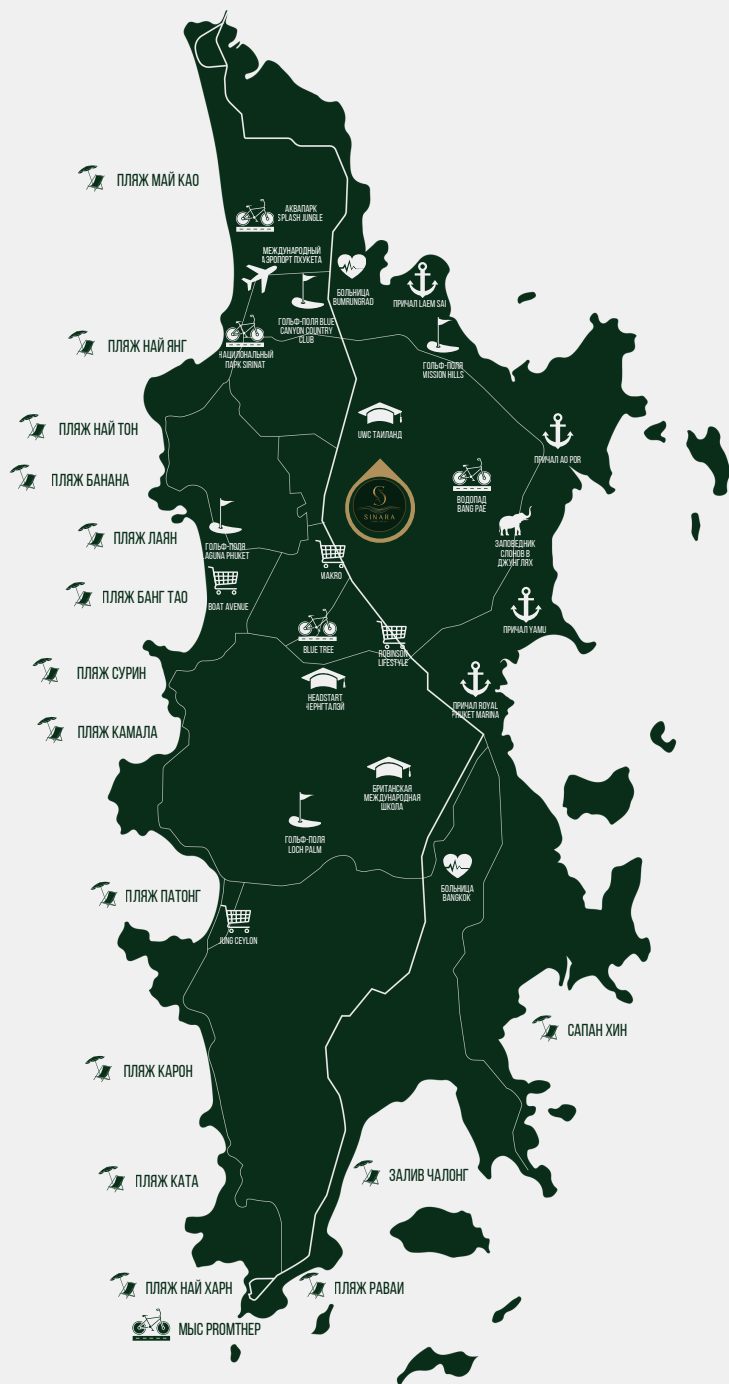 ПЛЯЖ МАЙ КАО
АКВАПАРК
SPLASH JUNGLE
МЕЖДУНАРОДНЫЙ
АЭРОПОРТ ПХУКЕТА
БОЛЬНИЦА
BUMRUNGRAD
ПРИЧАЛ LAEM SAI
ГОЛЬФ-ПОЛЯ BLUE
CANYON COUNTRY
CLUB
ПЛЯЖ НАЙ ЯНГ
НАЦИОНАЛЬНЫЙ
ПАРК SIRINAT
ГОЛЬФ-ПОЛЯ
MISSION HILLS
ПЛЯЖ НАЙ ТОН
UWC ТАИЛАНД
ПРИЧАЛ AO POR
ПЛЯЖ БАНАНА
SINARA
ВОДОПАД
BANG PAE
ПЛЯЖ ЛАЯН
ГОЛЬФ-ПОЛЯ
LAGUNA PHUKET
ЗАПОВЕДНИК
СЛОНОВ В
ДЖУНГЛЯХ
MAKRO
ПЛЯЖ БАНГ ТАО
BOAT AVENUE
ПРИЧАЛ YAMU
BLUE TREE
ROBINSON
LIFESTYLE
ПЛЯЖ СУРИН
HEADSTART
ЧЕРНГТАЛЭЙ
ПРИЧАЛ ROYAL
PHUKET MARINA
ПЛЯЖ КАМАЛА
БРИТАНСКАЯ
МЕЖДУНАРОДНАЯ
ШКОЛА
ГОЛЬФ-ПОЛЯ
LOCH PALM
БОЛЬНИЦА
BANGKOK
ПЛЯЖ ПАТОНГ
JUNG CEYLON
САПАН ХИН
ПЛЯЖ КАРОН
ПЛЯЖ КАТА
ЗАЛИВ ЧАЛОНГ
ПЛЯЖ НАЙ ХАРН
ПЛЯЖ РАВАИ
МЫС PROMTHEP